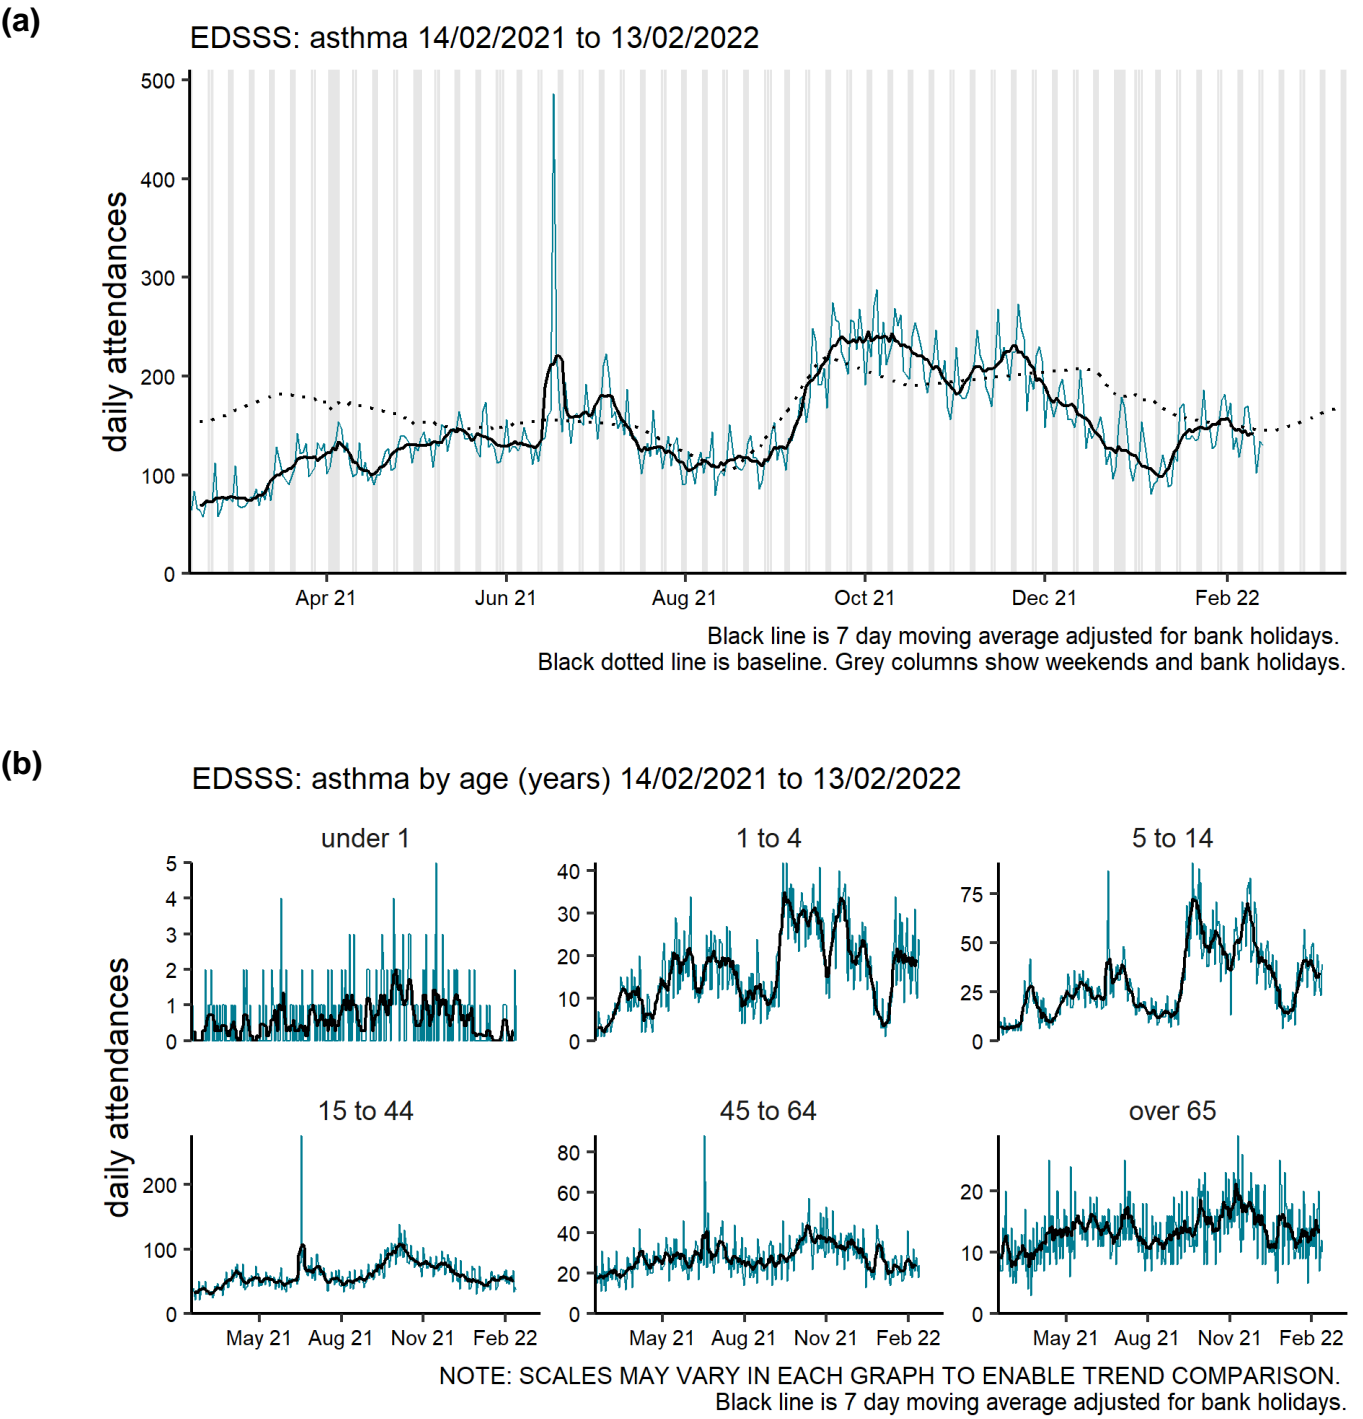 (a)
EDSSS: asthma 14/02/2021 to 13/02/2022
daily attendances
500
400
300
200
100
0
Apr 21 Jun 21 Aug 21 Oct 21 Dec 21 Feb 22
Black line is 7 day moving average adjusted for bank holidays.
Black dotted line is baseline. Grey columns show weekends and bank holidays.
(b)
EDSSS: asthma by age (years) 14/02/2021 to 13/02/2022
daily attendances
under 1
5
4
3
2
1
0
1 to 4
40
30
20
10
0
5 to 14
75
50
25
0
15 to 44
200
100
0
May 21 Aug 21 Nov 21 Feb 22
45 to 64
80
60
40
20
0
May 21 Aug 21 Nov 21 Feb 22
over 65
20
10
0
May 21 Aug 21 Nov 21 Feb 22
NOTE: SCALES MAY VARY IN EACH GRAPH TO ENABLE TREND COMPARISON.
Black line is 7 day moving average adjusted for bank holidays.